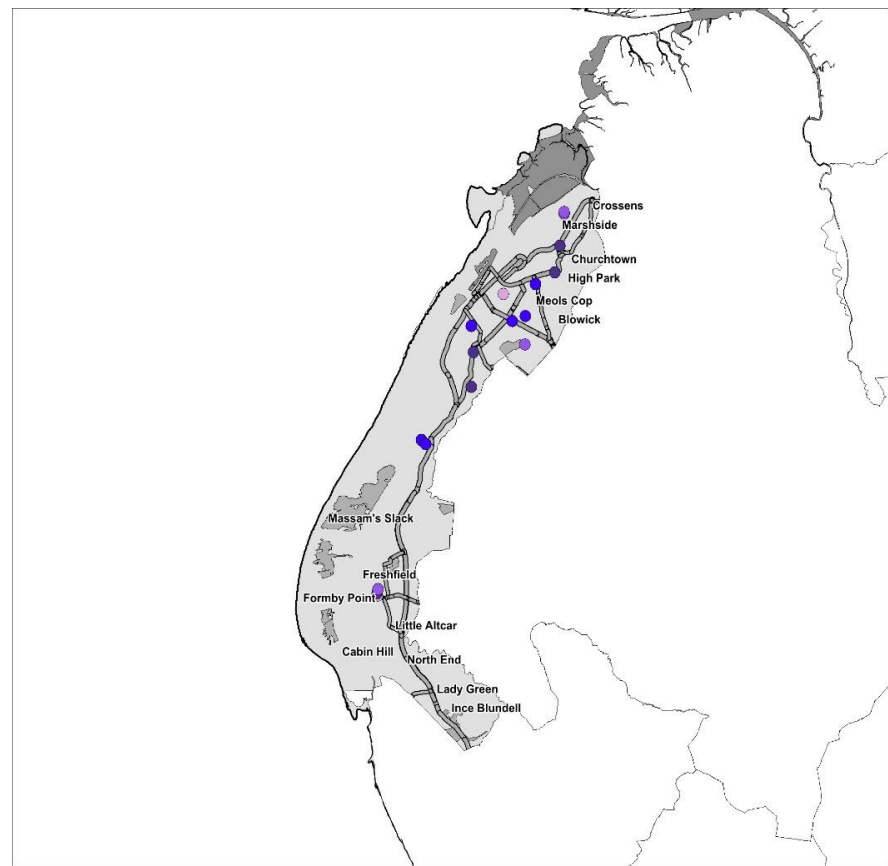 Crossens
Marshside
Churchtown
High Park
Meols Cop
Blowick
Massam's Slack
Freshfield
Formby Point
Little Altcar
Cabin Hill
North End
Lady Green
Ince Blundell